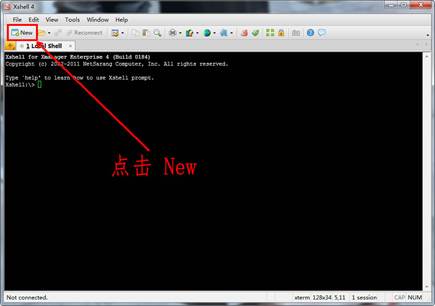 Xshell 4
File Edit View Tools Window Help
New Reconnect
1 Local Shell
Xshell for Xmanager Enterprise 4 (Build 0184)
Copyright (c) 2002-2011 NetSarang Computer, Inc. All rights reserved.
Type `help' to learn how to use Xshell prompt.
Xshell:\>
点击 New
Not connected. xterm 128x34 5,11 1 session CAP NUM